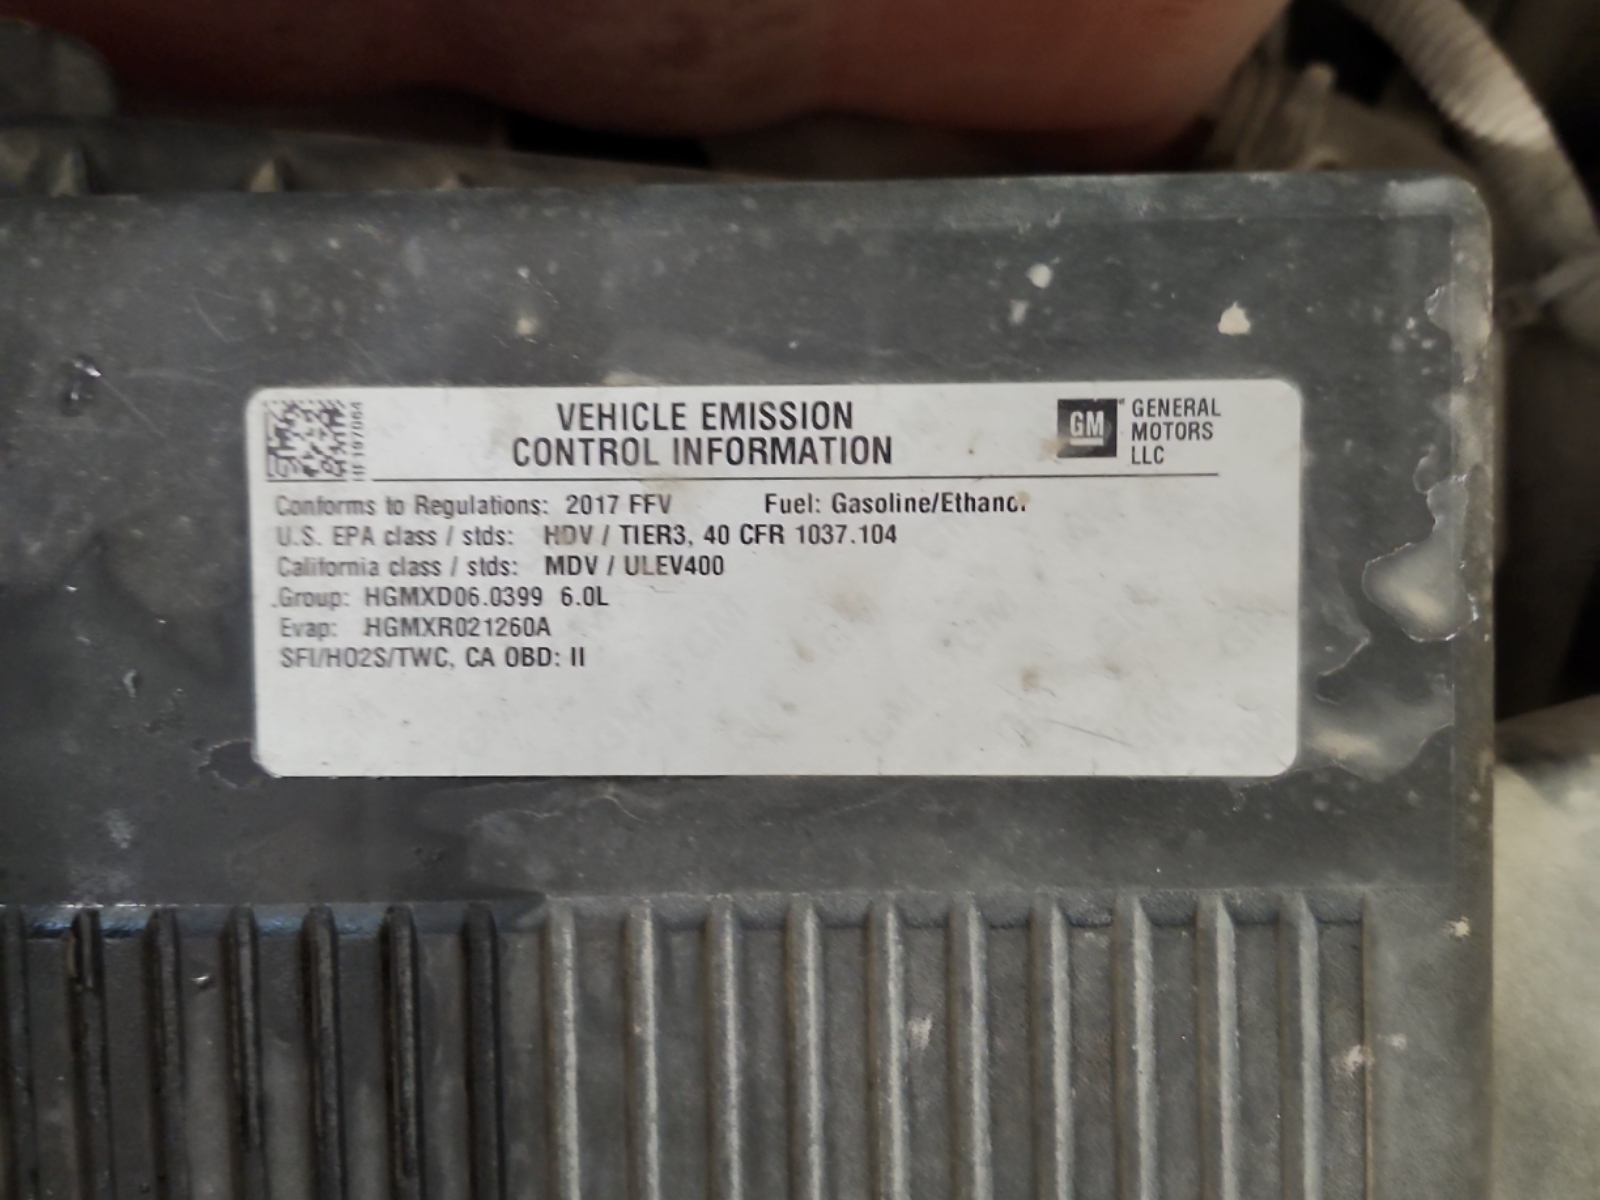 VEHICLE EMISSION
CONTROL INFORMATION
GM GENERAL
MOTORS
LLC
Conforms to Regulations: 2017 FFV Fuel: Gasoline/Ethanol
U.S. EPA class / stds: HDV / TIER3, 40 CFR 1037.104
California class / stds: MDV / ULEV400
Group: HGMXD06.0399 6.0L
Evap: HGMXR021260A
SFI/HO2S/TWC, CA OBD: II